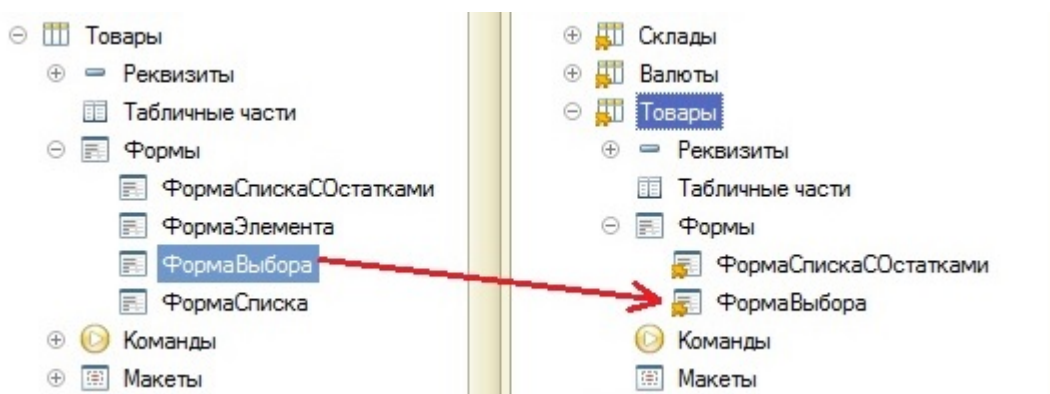 Товары
Реквизиты
Табличные части
Формы
ФормаСпискаСОстатками
ФормаЭлемента
ФормаВыбора
ФормаСписка
Команды
Макеты
Склады
Валюты
Товары
Реквизиты
Табличные части
Формы
ФормаСпискаСОстатками
ФормаВыбора
Команды
Макеты